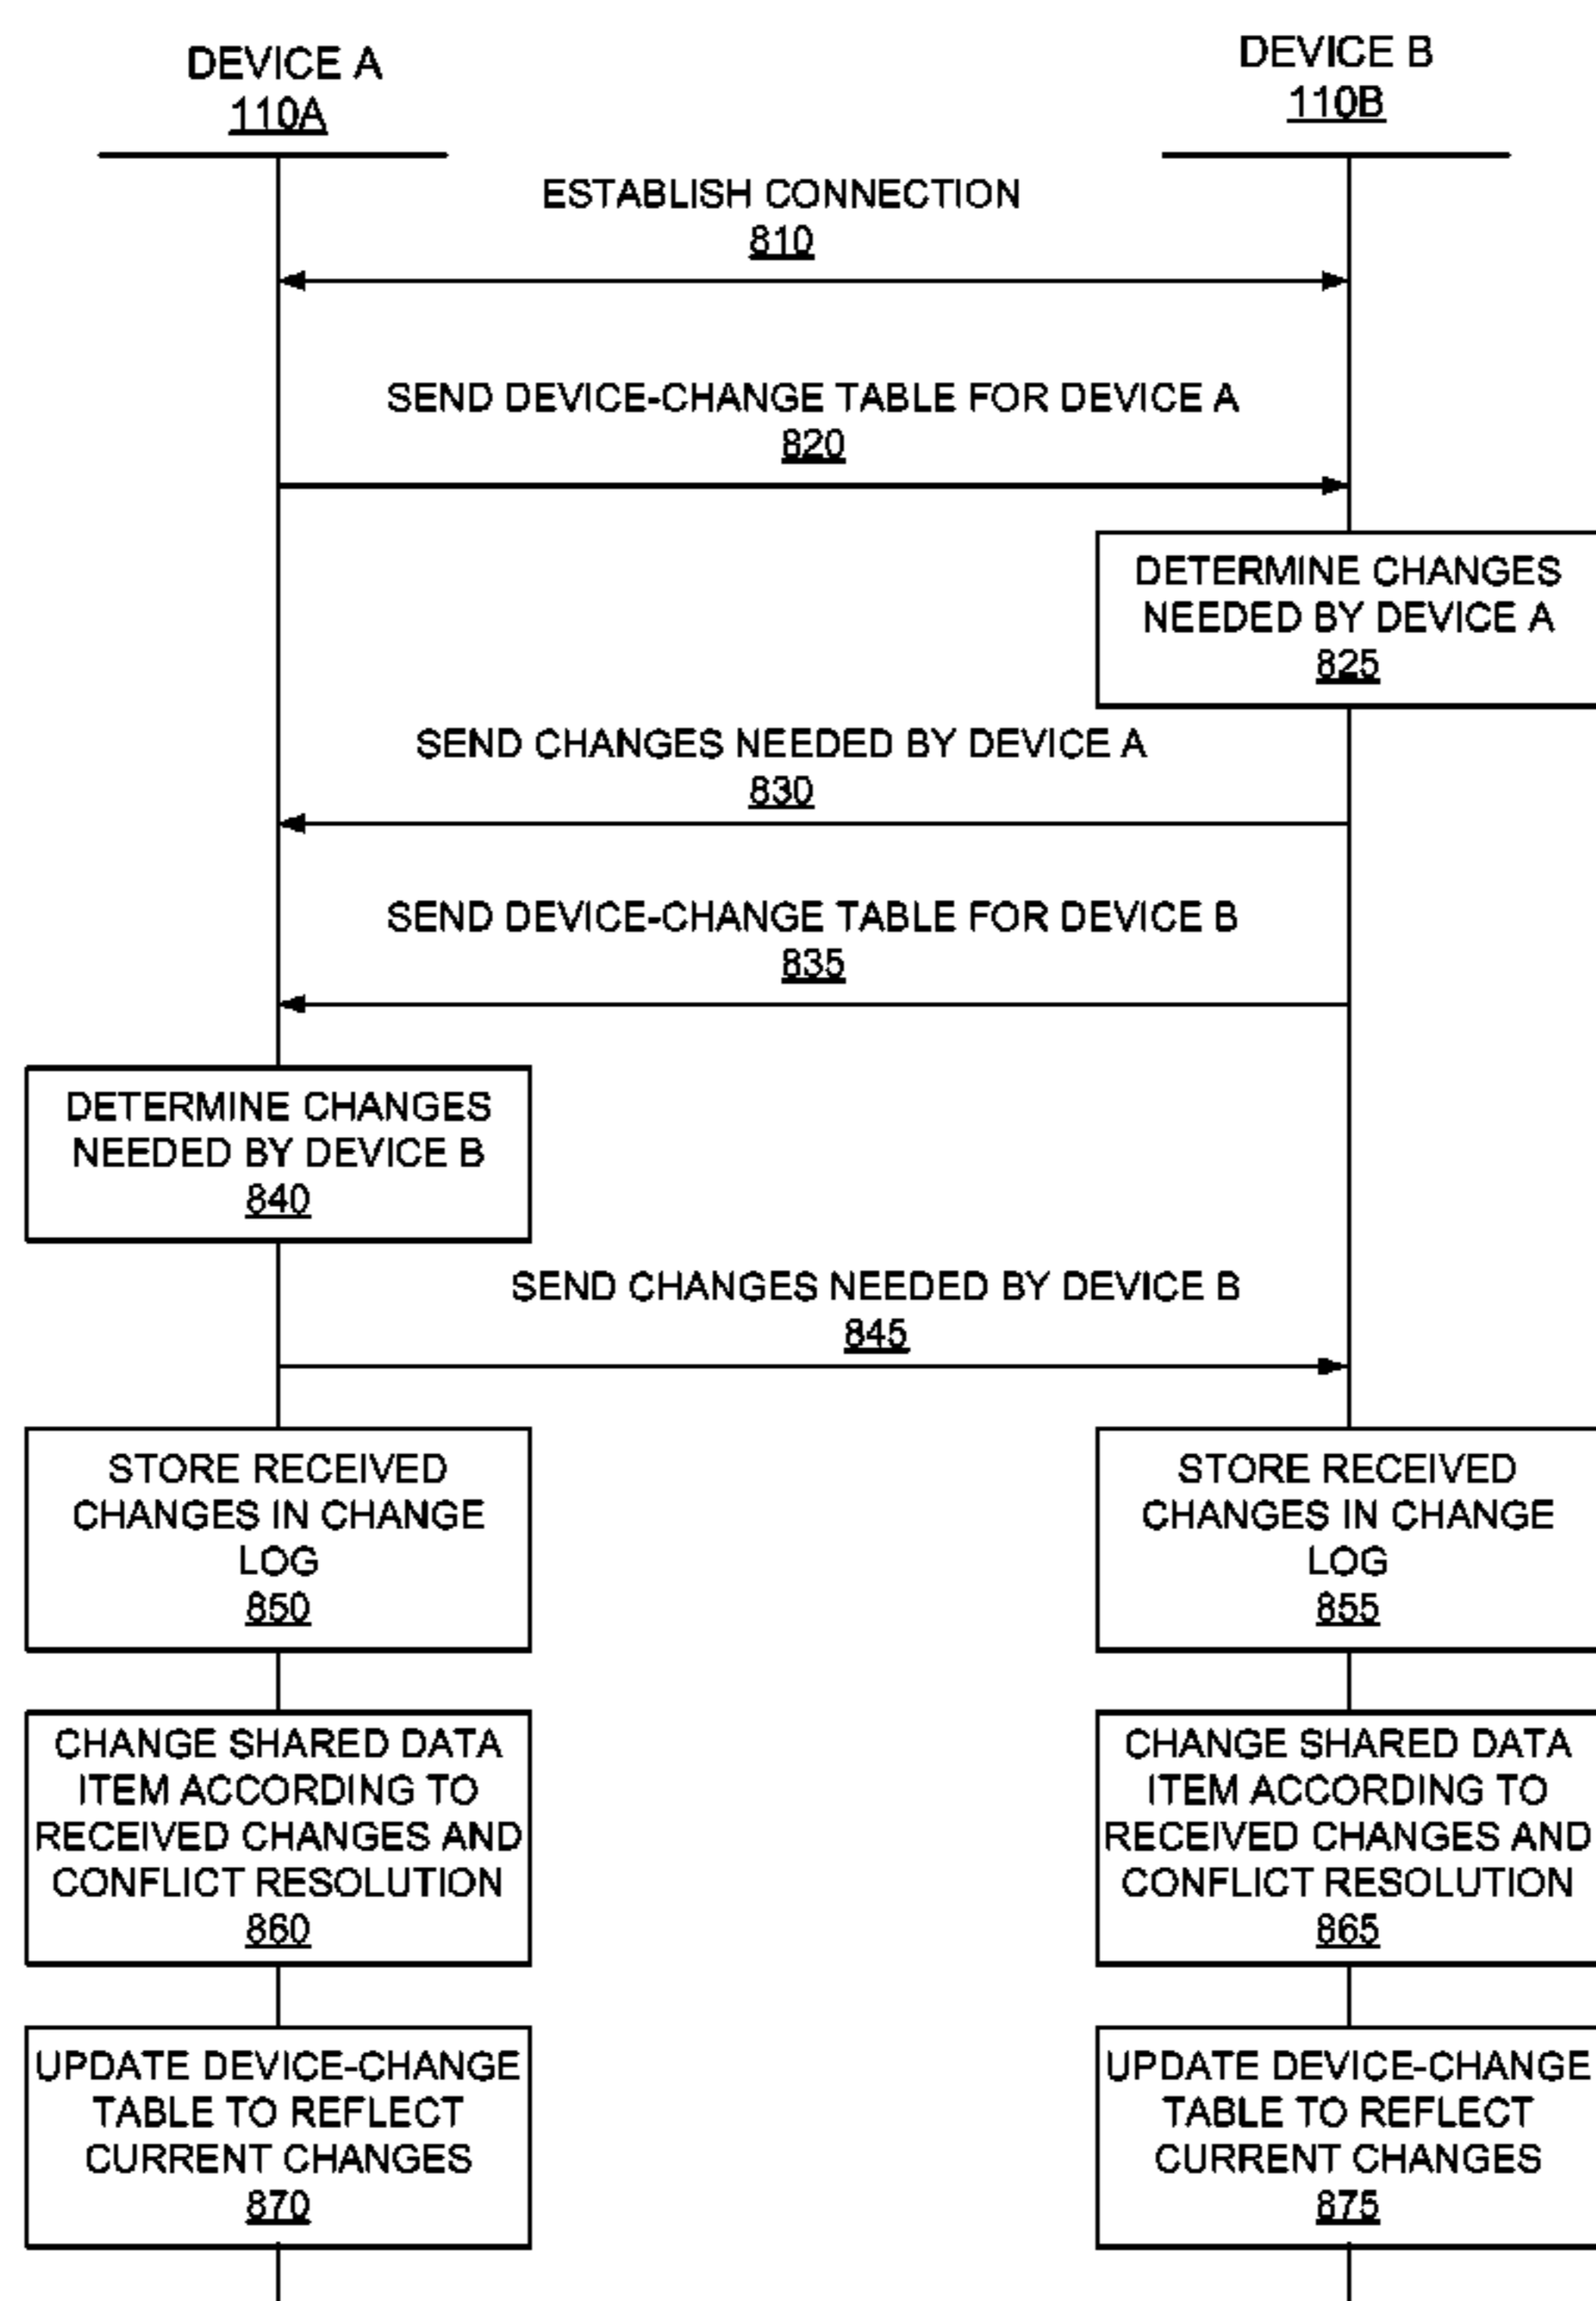 DEVICE A
110A
DEVICE B
110B
ESTABLISH CONNECTION
810
SEND DEVICE-CHANGE TABLE FOR DEVICE A
820
DETERMINE CHANGES
NEEDED BY DEVICE A
825
SEND CHANGES NEEDED BY DEVICE A
830
SEND DEVICE-CHANGE TABLE FOR DEVICE B
835
DETERMINE CHANGES
NEEDED BY DEVICE B
840
SEND CHANGES NEEDED BY DEVICE B
845
STORE RECEIVED
CHANGES IN CHANGE
LOG
850
STORE RECEIVED
CHANGES IN CHANGE
LOG
855
CHANGE SHARED DATA
ITEM ACCORDING TO
RECEIVED CHANGES AND
CONFLICT RESOLUTION
860
CHANGE SHARED DATA
ITEM ACCORDING TO
RECEIVED CHANGES AND
CONFLICT RESOLUTION
865
UPDATE DEVICE-CHANGE
TABLE TO REFLECT
CURRENT CHANGES
870
UPDATE DEVICE-CHANGE
TABLE TO REFLECT
CURRENT CHANGES
875